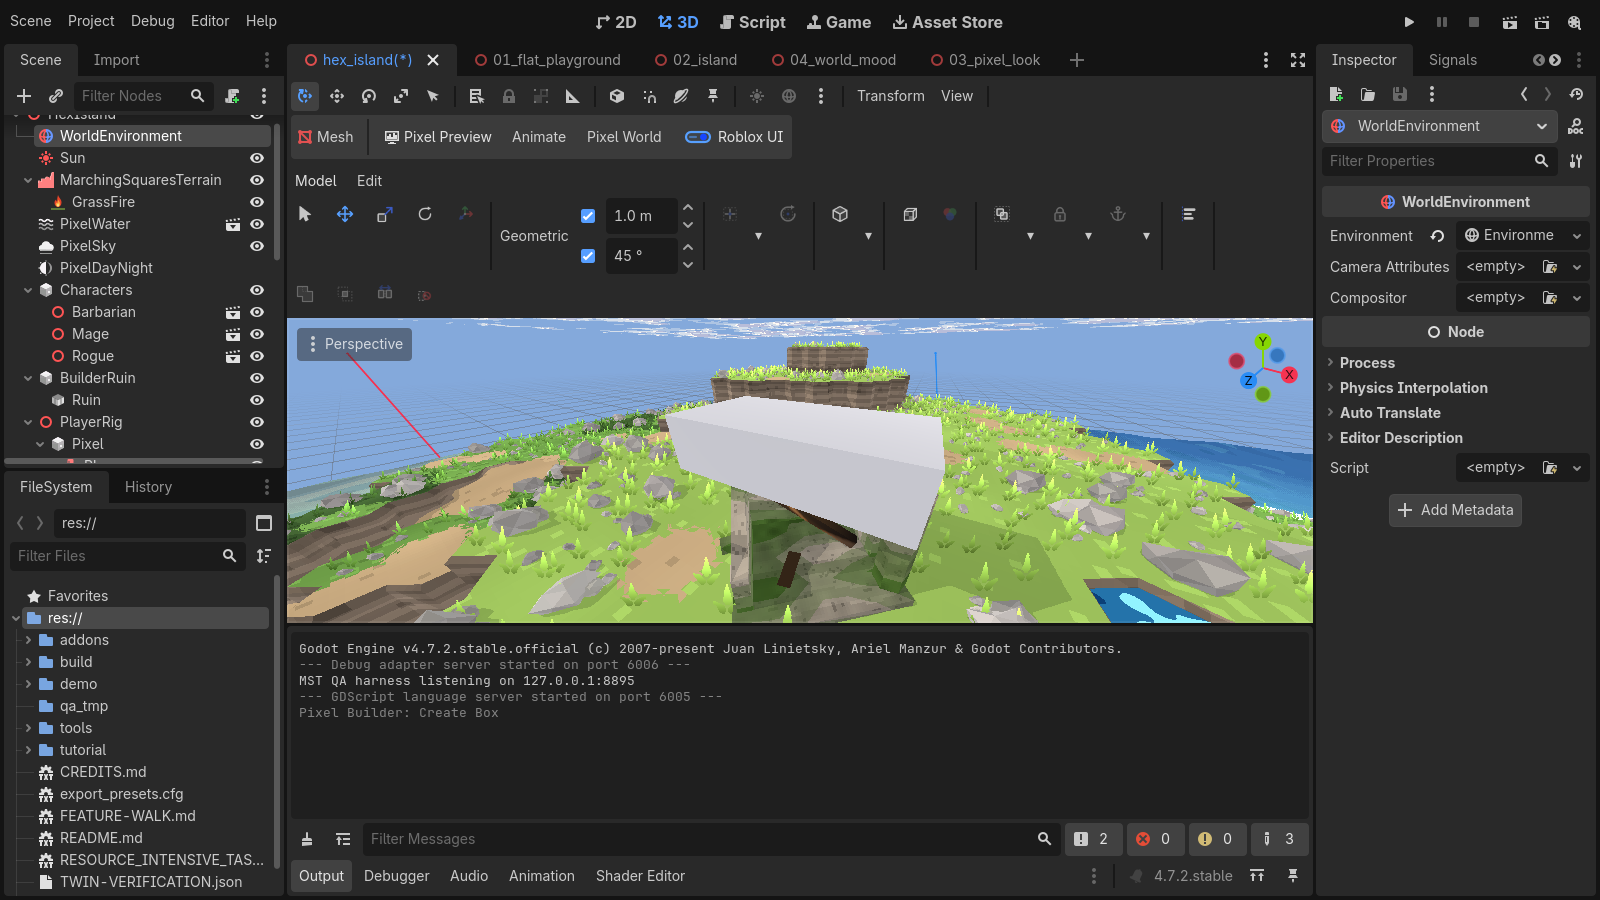 Scene Project Debug Editor Help
2D 3D Script Game Asset Store
Scene Import
hex_island(*) 01_flat_playground 02_island 04_world_mood 03_pixel_look
Inspector Signals
Filter Nodes
Transform View
HexIsland
WorldEnvironment
Sun
MarchingSquaresTerrain
GrassFire
PixelWater
PixelSky
PixelDayNight
Characters
Barbarian
Mage
Rogue
BuilderRuin
Ruin
PlayerRig
Pixel
Mesh Pixel Preview Animate Pixel World Roblox UI
Model Edit
Geometric
1.0 m
45 °
Perspective
Y
X
Z
FileSystem History
res://
Filter Files
Favorites
res://
addons
build
demo
qa_tmp
tools
tutorial
CREDITS.md
export_presets.cfg
FEATURE-WALK.md
README.md
RESOURCE_INTENSIVE_TAS...
TWIN-VERIFICATION.json
Godot Engine v4.7.2.stable.official (c) 2007-present Juan Linietsky, Ariel Manzur & Godot Contributors.
--- Debug adapter server started on port 6006 ---
MST QA harness listening on 127.0.0.1:8895
--- GDScript language server started on port 6005 ---
Pixel Builder: Create Box
Filter Messages
2 0 0 3
Output Debugger Audio Animation Shader Editor
4.7.2.stable
WorldEnvironment
DOC
Filter Properties
WorldEnvironment
Environment Environme
Camera Attributes <empty>
Compositor <empty>
Node
Process
Physics Interpolation
Auto Translate
Editor Description
Script <empty>
Add Metadata